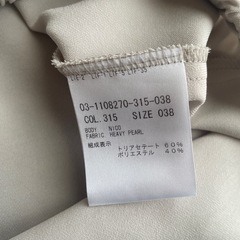 03-1108270-315-038
COL.315 SIZE 038
BODY NICO
FABRIC HEAVY PEARL
組成表示 トリアセテート 60%
ポリエステル 40%